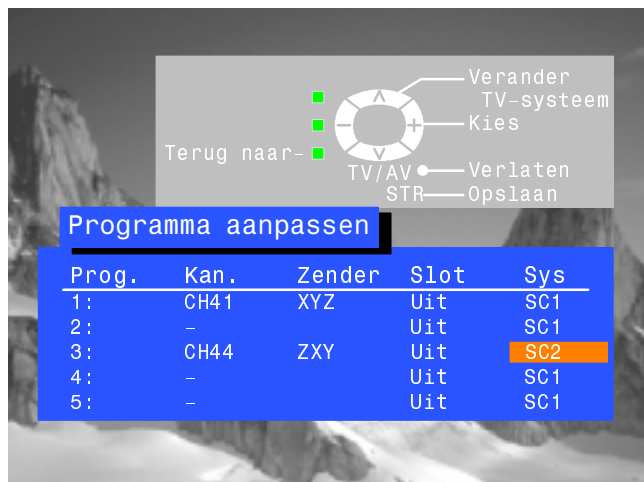 Verander
TV-systeem
Kies
Terug naar-
TV/AV Verlaten
STR Opslaan
Programma aanpassen
Prog. Kan. Zender Slot Sys
1: CH41 XYZ Uit SC1
2: - Uit SC1
3: CH44 ZXY Uit SC2
4: - Uit SC1
5: - Uit SC1